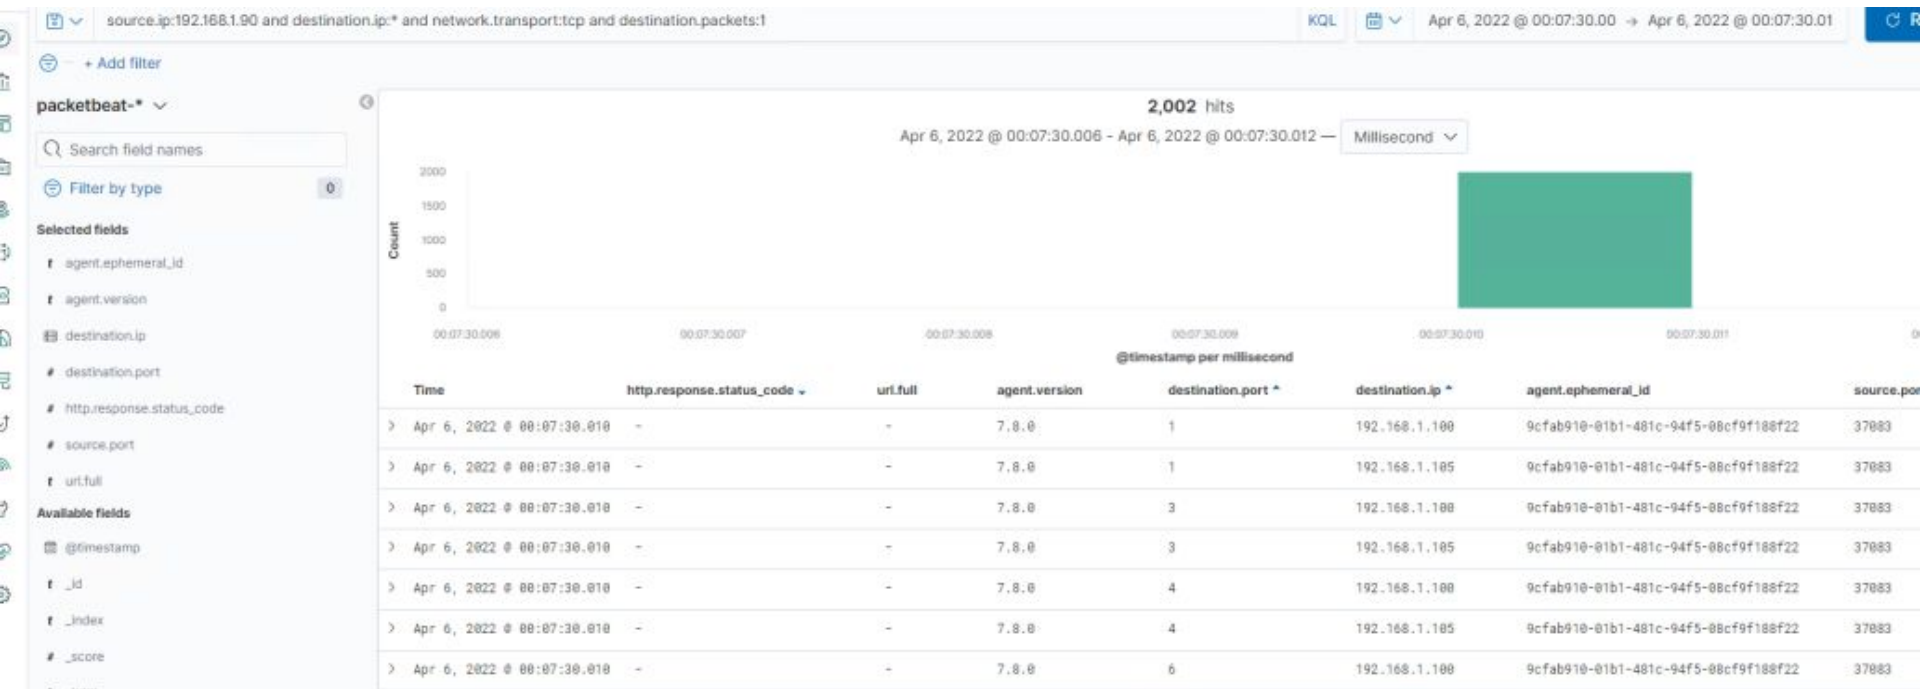 source.ip:192.168.1.90 and destination.ip:* and network.transport:tcp and destination.packets:1 KQL Apr 6, 2022 @ 00:07:30.00 → Apr 6, 2022 @ 00:07:30.01
+ Add filter
packetbeat-*
2,002 hits
Apr 6, 2022 @ 00:07:30.006 - Apr 6, 2022 @ 00:07:30.012 — Millisecond
Search field names
Filter by type 0
Selected fields
t agent.ephemeral_id
t agent.version
destination.ip
# destination.port
# http.response.status_code
# source.port
t url.full
Available fields
@timestamp
t _id
t _index
# _score
Count
2000
1500
1000
500
0
00:07:30.006 00:07:30.007 00:07:30.008 00:07:30.009 00:07:30.010 00:07:30.011
@timestamp per millisecond
Time http.response.status_code url.full agent.version destination.port destination.ip agent.ephemeral_id source.por
> Apr 6, 2022 @ 00:07:30.010 - - 7.8.0 1 192.168.1.100 9cfab910-01b1-481c-94f5-08cf9f188f22 37083
> Apr 6, 2022 @ 00:07:30.010 - - 7.8.0 1 192.168.1.105 9cfab910-01b1-481c-94f5-08cf9f188f22 37083
> Apr 6, 2022 @ 00:07:30.010 - - 7.8.0 3 192.168.1.100 9cfab910-01b1-481c-94f5-08cf9f188f22 37083
> Apr 6, 2022 @ 00:07:30.010 - - 7.8.0 3 192.168.1.105 9cfab910-01b1-481c-94f5-08cf9f188f22 37083
> Apr 6, 2022 @ 00:07:30.010 - - 7.8.0 4 192.168.1.100 9cfab910-01b1-481c-94f5-08cf9f188f22 37083
> Apr 6, 2022 @ 00:07:30.010 - - 7.8.0 4 192.168.1.105 9cfab910-01b1-481c-94f5-08cf9f188f22 37083
> Apr 6, 2022 @ 00:07:30.010 - - 7.8.0 6 192.168.1.100 9cfab910-01b1-481c-94f5-08cf9f188f22 37083